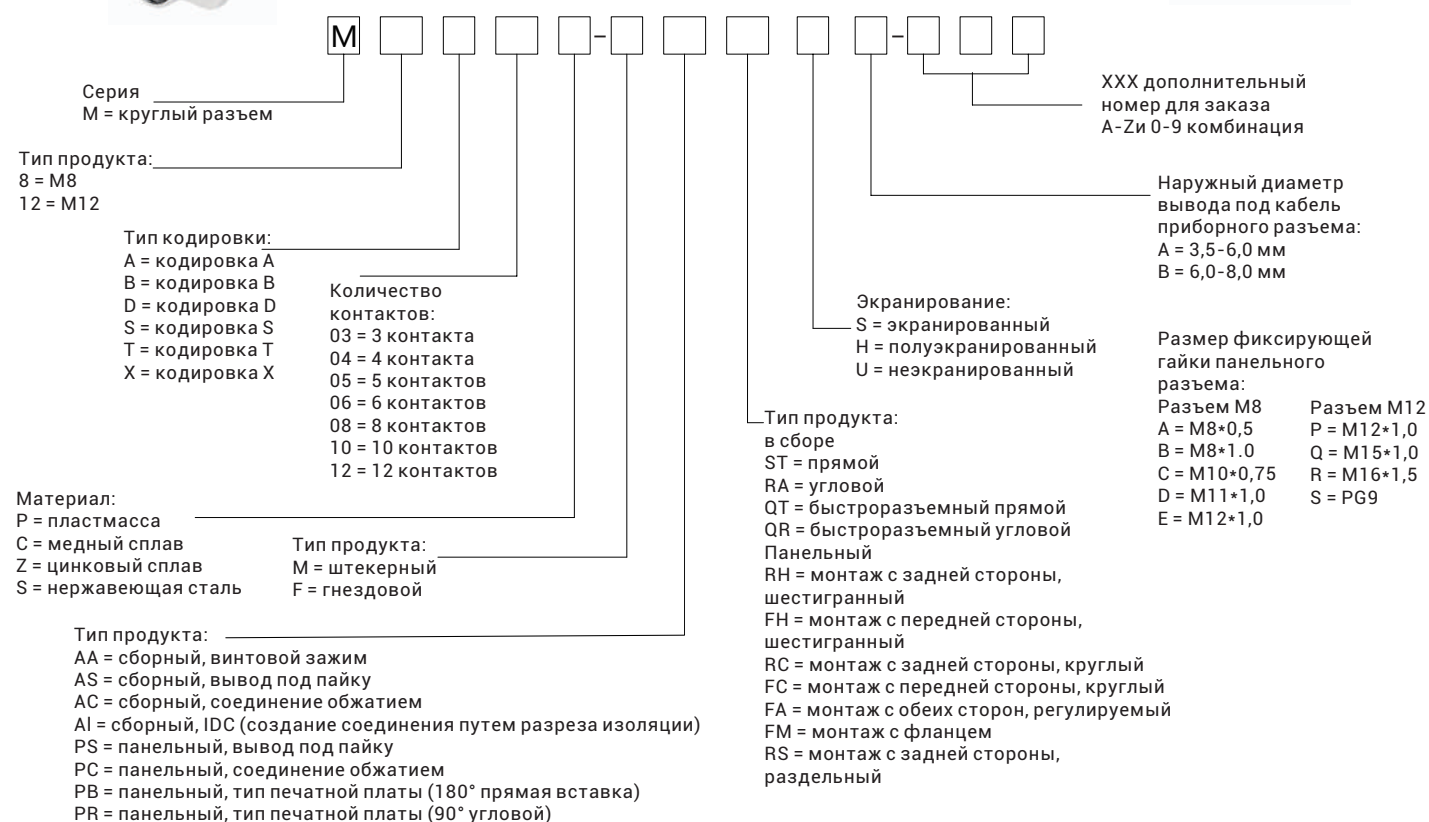 M - -
Серия
M = круглый разъем
Тип продукта:
8 = M8
12 = M12
Тип кодировки:
A = кодировка A
B = кодировка B
D = кодировка D
S = кодировка S
T = кодировка T
X = кодировка X
Количество
контактов:
03 = 3 контакта
04 = 4 контакта
05 = 5 контактов
06 = 6 контактов
08 = 8 контактов
10 = 10 контактов
12 = 12 контактов
Материал:
P = пластмасса
C = медный сплав
Z = цинковый сплав
S = нержавеющая сталь
Тип продукта:
M = штекерный
F = гнездовой
Тип продукта:
AA = сборный, винтовой зажим
AS = сборный, вывод под пайку
AC = сборный, соединение обжатием
Al = сборный, IDC (создание соединения путем разреза изоляции)
PS = панельный, вывод под пайку
PC = панельный, соединение обжатием
PB = панельный, тип печатной платы (180° прямая вставка)
PR = панельный, тип печатной платы (90° угловой)
Тип продукта:
в сборе
ST = прямой
RA = угловой
QT = быстроразъемный прямой
QR = быстроразъемный угловой
Панельный
RH = монтаж с задней стороны,
шестигранный
FH = монтаж с передней стороны,
шестигранный
RC = монтаж с задней стороны, круглый
FC = монтаж с передней стороны, круглый
FA = монтаж с обеих сторон, регулируемый
FM = монтаж с фланцем
RS = монтаж с задней стороны,
раздельный
Экранирование:
S = экранированный
H = полуэкранированный
U = неэкранированный
XXX дополнительный
номер для заказа
A-Zи 0-9 комбинация
Наружный диаметр
вывода под кабель
приборного разъема:
A = 3,5-6,0 мм
B = 6,0-8,0 мм
Размер фиксирующей
гайки панельного
разъема:
Разъем M8
A = M8*0,5
B = M8*1.0
C = M10*0,75
D = M11*1,0
E = M12*1,0
Разъем M12
P = M12*1,0
Q = M15*1,0
R = M16*1,5
S = PG9